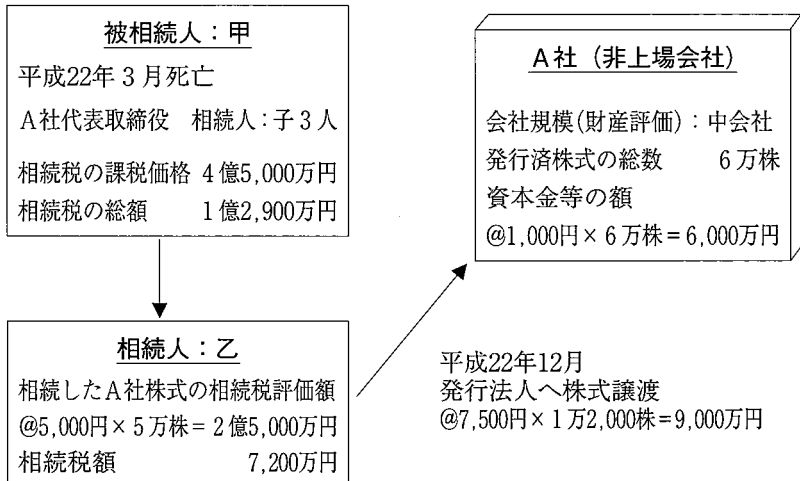 被相続人：甲
平成22年３月死亡
A社代表取締役　相続人：子３人
相続税の課税価格 ４億5,000万円
相続税の総額　　 １億2,900万円
A社（非上場会社）
会社規模(財産評価)：中会社
発行済株式の総数　　６万株
資本金等の額
@1,000円×６万株＝6,000万円
相続人：乙
相続したA社株式の相続税評価額
@5,000円×５万株＝２億5,000万円
相続税額　　　　　　7,200万円
平成22年12月
発行法人へ株式譲渡
@7,500円×１万2,000株＝9,000万円